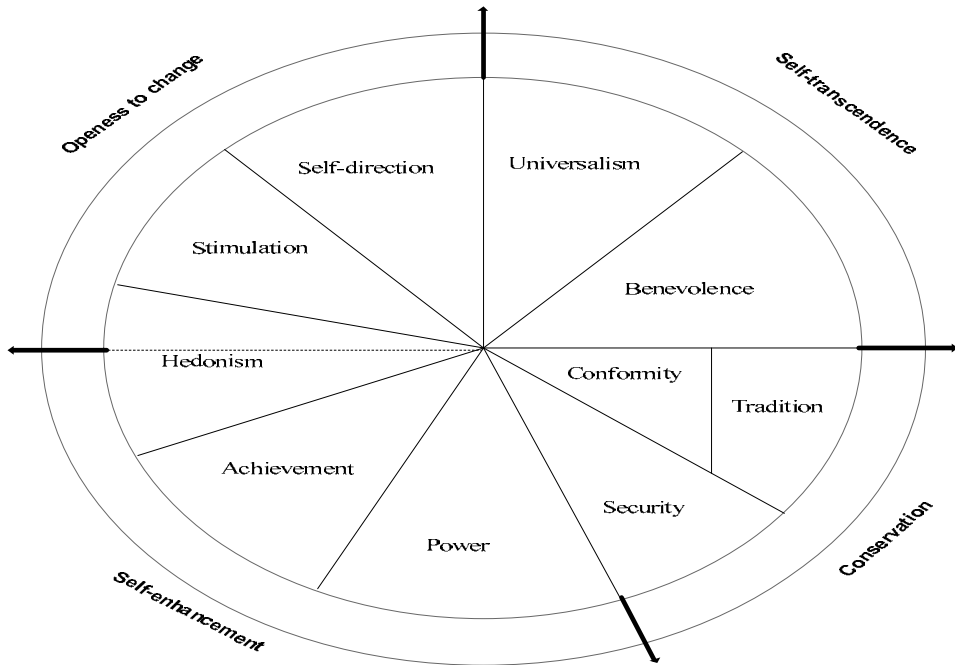 Openess to change
Self-transcendence
Self-direction
Universalism
Stimulation
Benevolence
Hedonism
Conformity
Tradition
Achievement
Security
Power
Conservation
Self-enhancement